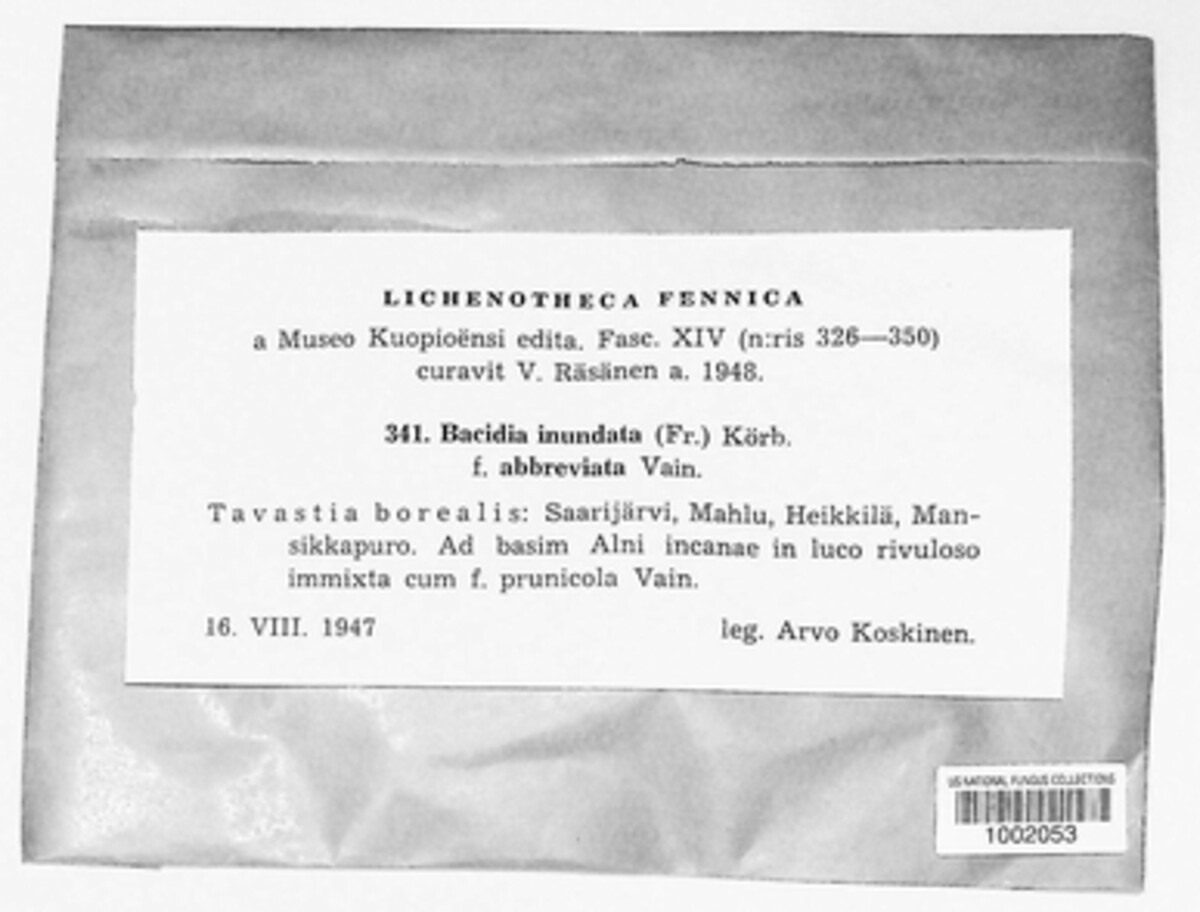 LICHENOTHECA FENNICA
a Museo Kuopioënsi edita. Fasc. XIV (n:ris 326—350)
curavit V. Räsänen a. 1948.
341. Bacidia inundata (Fr.) Körb.
f. abbreviata Vain.
Tavastia borealis: Saarijärvi, Mahlu, Heikkilä, Man-
sikkapuro. Ad basim Alni incanae in luco rivuloso
immixta cum f. prunicola Vain.
16. VIII. 1947 leg. Arvo Koskinen.
US NATIONAL FUNGUS COLLECTIONS
1002053